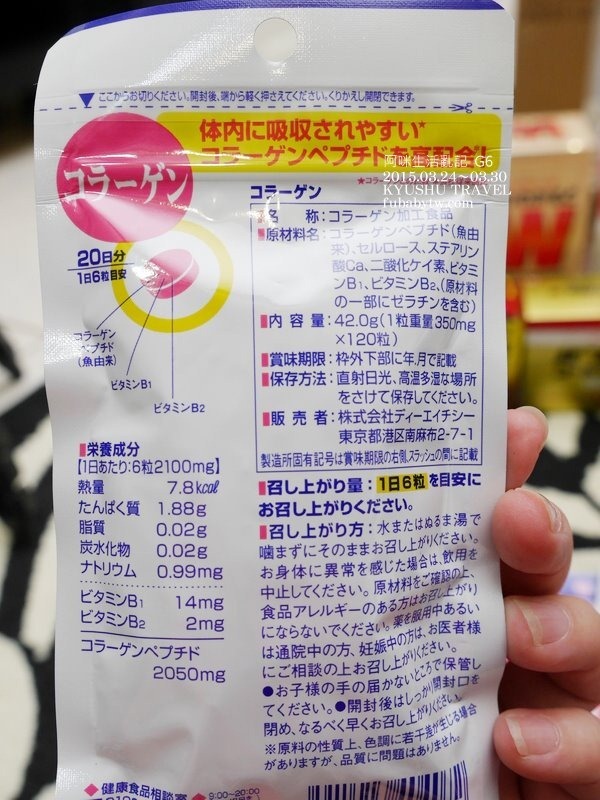 ここからお切りください。開封後、端から軽く押さえてください。くりかえし開閉できます。
体内に吸収されやすい*
コラーゲンペプチドを高配合!
コラーゲン
阿咪生活亂記 G6
2015.03.24~03.30
KYUSHU TRAVEL
fubabytw.com
コラーゲン
20日分
1日6粒目安
コラーゲン
ペプチド
(魚由来)
ビタミンB1
ビタミンB2
名 称:コラーゲン加工食品
原材料名:コラーゲンペプチド(魚由
来)、セルロース、ステアリン
酸Ca、二酸化ケイ素、ビタミ
ンB1、ビタミンB2、(原材料
の一部にゼラチンを含む)
内容量:42.0g(1粒重量350mg
×120粒)
賞味期限:枠外下部に年、月で記載
保存方法:直射日光、高温多湿な場所
をさけて保存してください。
販売者:株式会社ディーエイチシー
東京都港区南麻布2-7-1
製造所固有記号は賞味期限の右側、スラッシュの間に記載
栄養成分
[1日あたり:6粒2100mg]
熱量 7.8kcal
たんぱく質 1.88g
脂質 0.02g
炭水化物 0.02g
ナトリウム 0.99mg
ビタミンB1 14mg
ビタミンB2 2mg
コラーゲンペプチド
2050mg
召し上がり量:1日6粒を目安に
お召し上がりください。
召し上がり方:水またはぬるま湯で
噛まずにそのままお召し上がりください。
お身体に異常を感じた場合は、飲用を
中止してください。原材料をご確認の上、
食品アレルギーのある方はお召し上がり
にならないでください。薬を服用中あるい
は通院中の方、妊娠中の方は、お医者様
にご相談の上お召し上がりください。
●お子様の手の届かないところで保管し
てください。●開封後はしっかり開封口を
閉め、なるべく早くお召し上がりください。
※原料の性質上、色調に若干差が生じる場合
がありますが、品質に問題はありません。
健康食品相談室
9:00~20:00